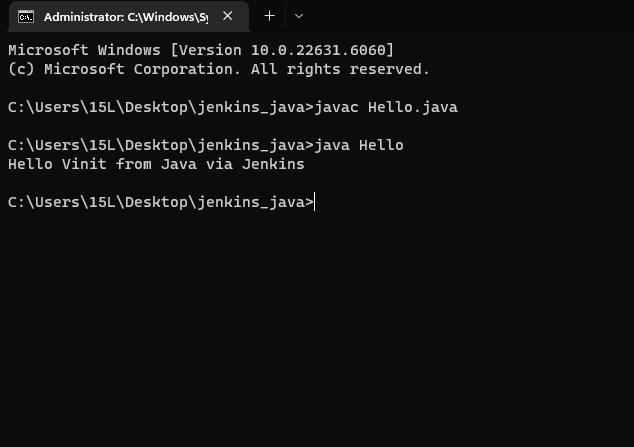 Administrator: C:\Windows\Sy
Microsoft Windows [Version 10.0.22631.6060]
(c) Microsoft Corporation. All rights reserved.
C:\Users\15L\Desktop\jenkins_java>javac Hello.java
C:\Users\15L\Desktop\jenkins_java>java Hello
Hello Vinit from Java via Jenkins
C:\Users\15L\Desktop\jenkins_java>